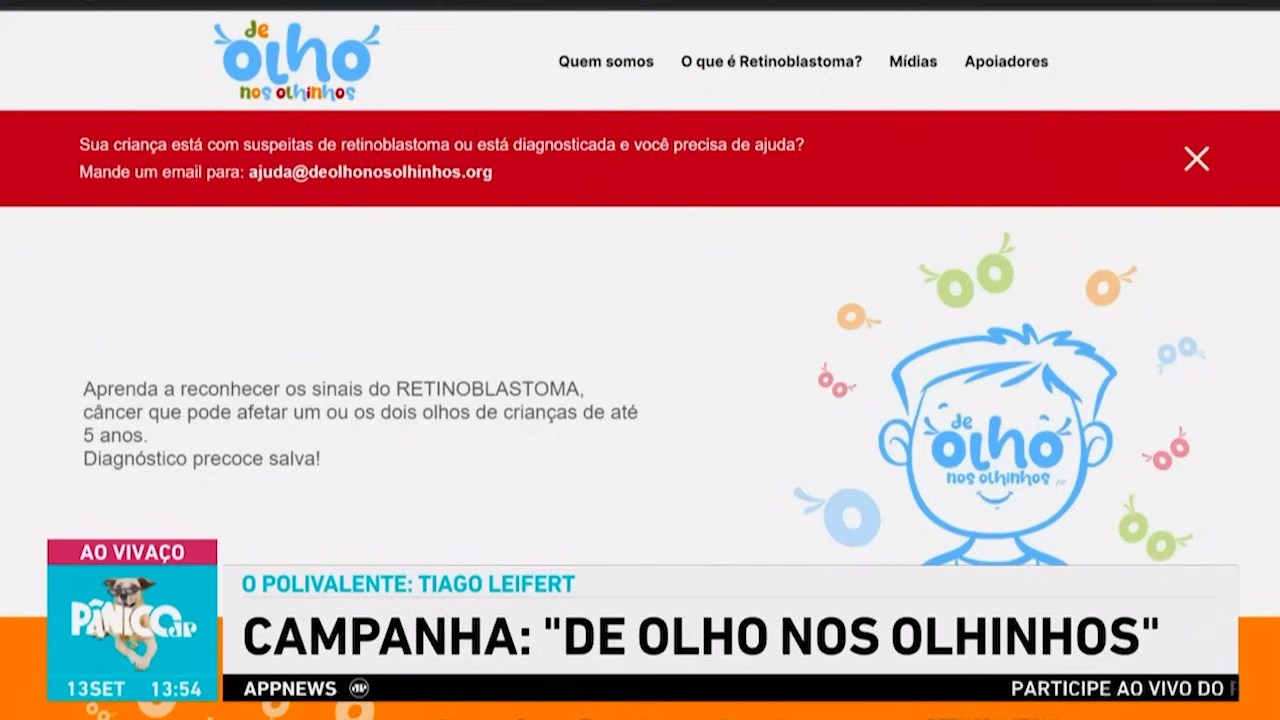 de
olho
nos olhinhos
Quem somos
O que é Retinoblastoma?
Mídias
Apoiadores
Sua criança está com suspeitas de retinoblastoma ou está diagnosticada e você precisa de ajuda?
Mande um email para: ajuda@deolhonosolhinhos.org
Aprenda a reconhecer os sinais do RETINOBLASTOMA,
câncer que pode afetar um ou os dois olhos de crianças de até
5 anos.
Diagnóstico precoce salva!
de
olho
nos olhinhos
AO VIVAÇO
PÂNICO JP
13SET 13:54
O POLIVALENTE: TIAGO LEIFERT
CAMPANHA: "DE OLHO NOS OLHINHOS"
APPNEWS JP
PARTICIPE AO VIVO DO